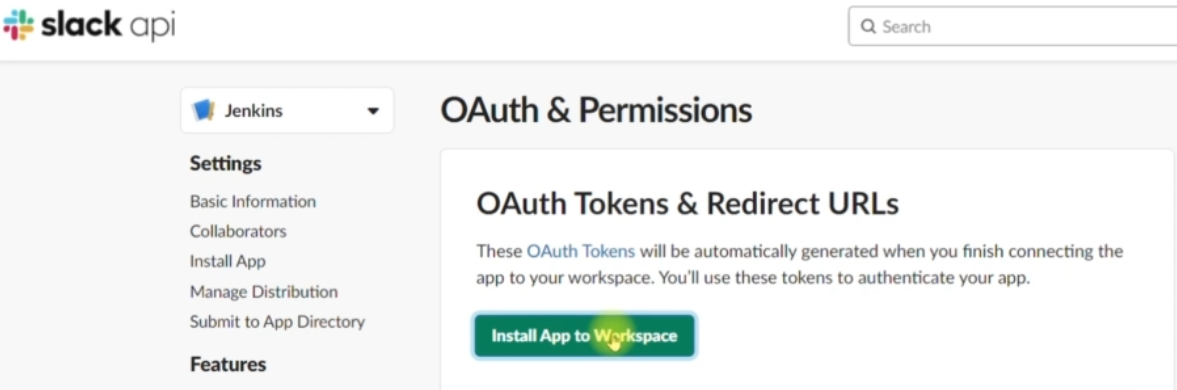 slack api
Search
Jenkins
OAuth & Permissions
Settings
Basic Information
Collaborators
Install App
Manage Distribution
Submit to App Directory
Features
OAuth Tokens & Redirect URLs
These OAuth Tokens will be automatically generated when you finish connecting the
app to your workspace. You'll use these tokens to authenticate your app.
Install App to Workspace